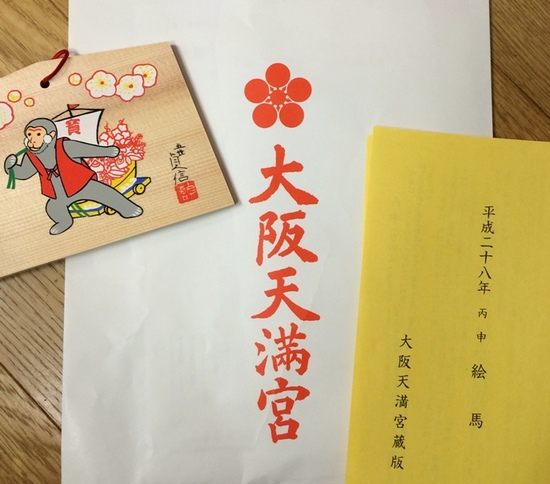 寳
大阪天満宮
平成二十八年 丙申 絵馬
大阪天満宮蔵版